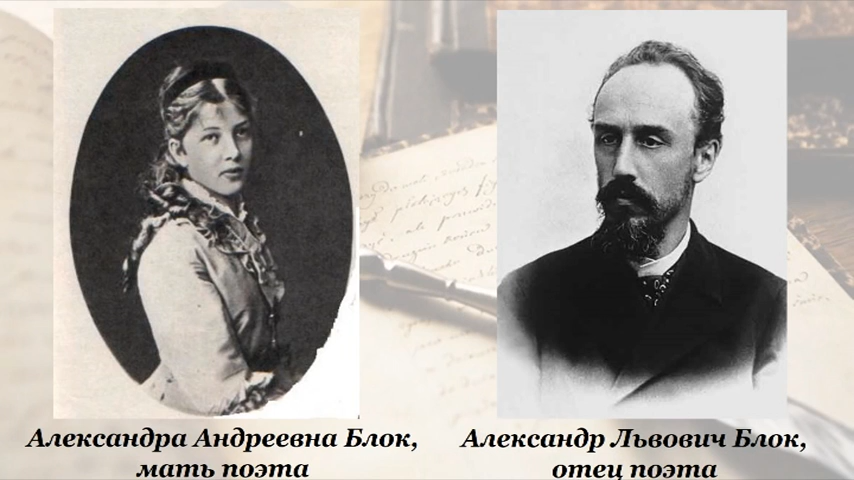 Александра Андреевна Блок,
мать поэта
Александр Львович Блок,
отец поэта